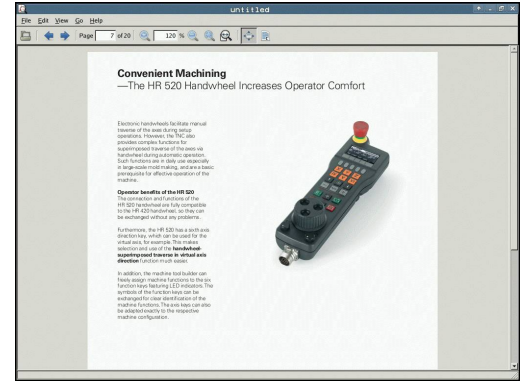 untitled
File Edit View Go Help
Page 7 of 20 120 %
Convenient Machining
—The HR 520 Handwheel Increases Operator Comfort
Electronic handwheels facilitate manual
traverse of the axes during setup
operations. However, the TNC also
provides complex functions for
superimposed traverse of the axes via
handwheel during automatic operation.
Such functions are in daily use especially
in large-scale mold making, and are a basic
prerequisite for effective operation of the
machine.
Operator benefits of the HR 520
The connection and functions of the
HR 520 handwheel are fully compatible
to the HR 420 handwheel, so they can
be exchanged without any problems.
Furthermore, the HR 520 has a sixth axis
direction key, which can be used for the
virtual axis, for example. This makes
selection and use of the handwheel-
superimposed traverse in virtual axis
direction function much easier.
In addition, the machine tool builder can
freely assign machine functions to the six
function keys featuring LED indicators. The
symbols of the function keys can be
exchanged for clear identification of the
machine functions. The axis keys can also
be adapted exactly to the respective
machine configuration.